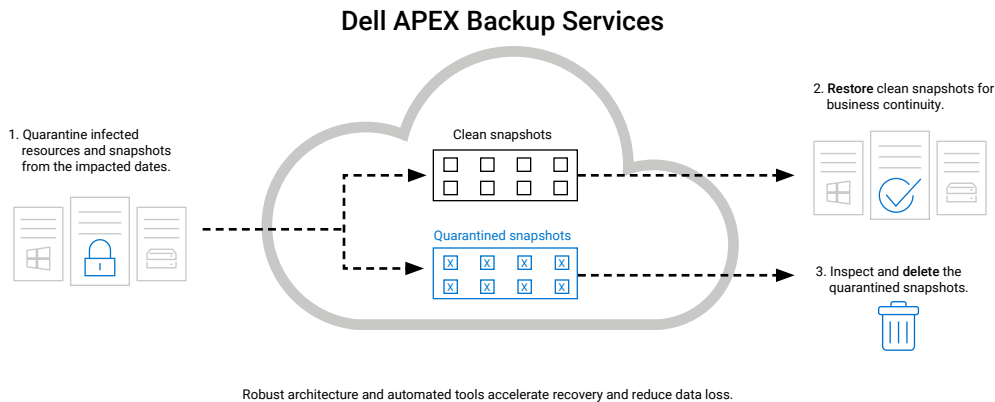 Dell APEX Backup Services
1. Quarantine infected
resources and snapshots
from the impacted dates.
Clean snapshots
Quarantined snapshots
X X X X
X X X X
2. Restore clean snapshots for
business continuity.
3. Inspect and delete the
quarantined snapshots.
Robust architecture and automated tools accelerate recovery and reduce data loss.